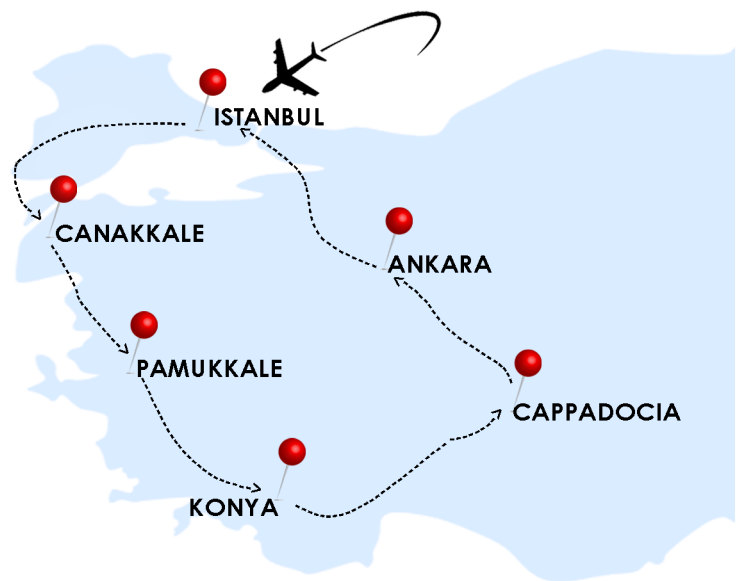 ISTANBUL
CANAKKALE
ANKARA
PAMUKKALE
CAPPADOCIA
KONYA